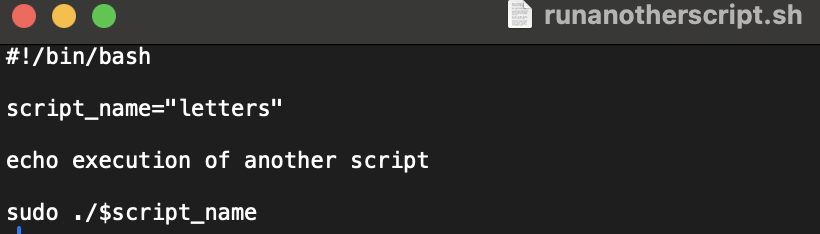 runanotherscript.sh
#!/bin/bash
script_name="letters"
echo execution of another script
sudo ./$script_name